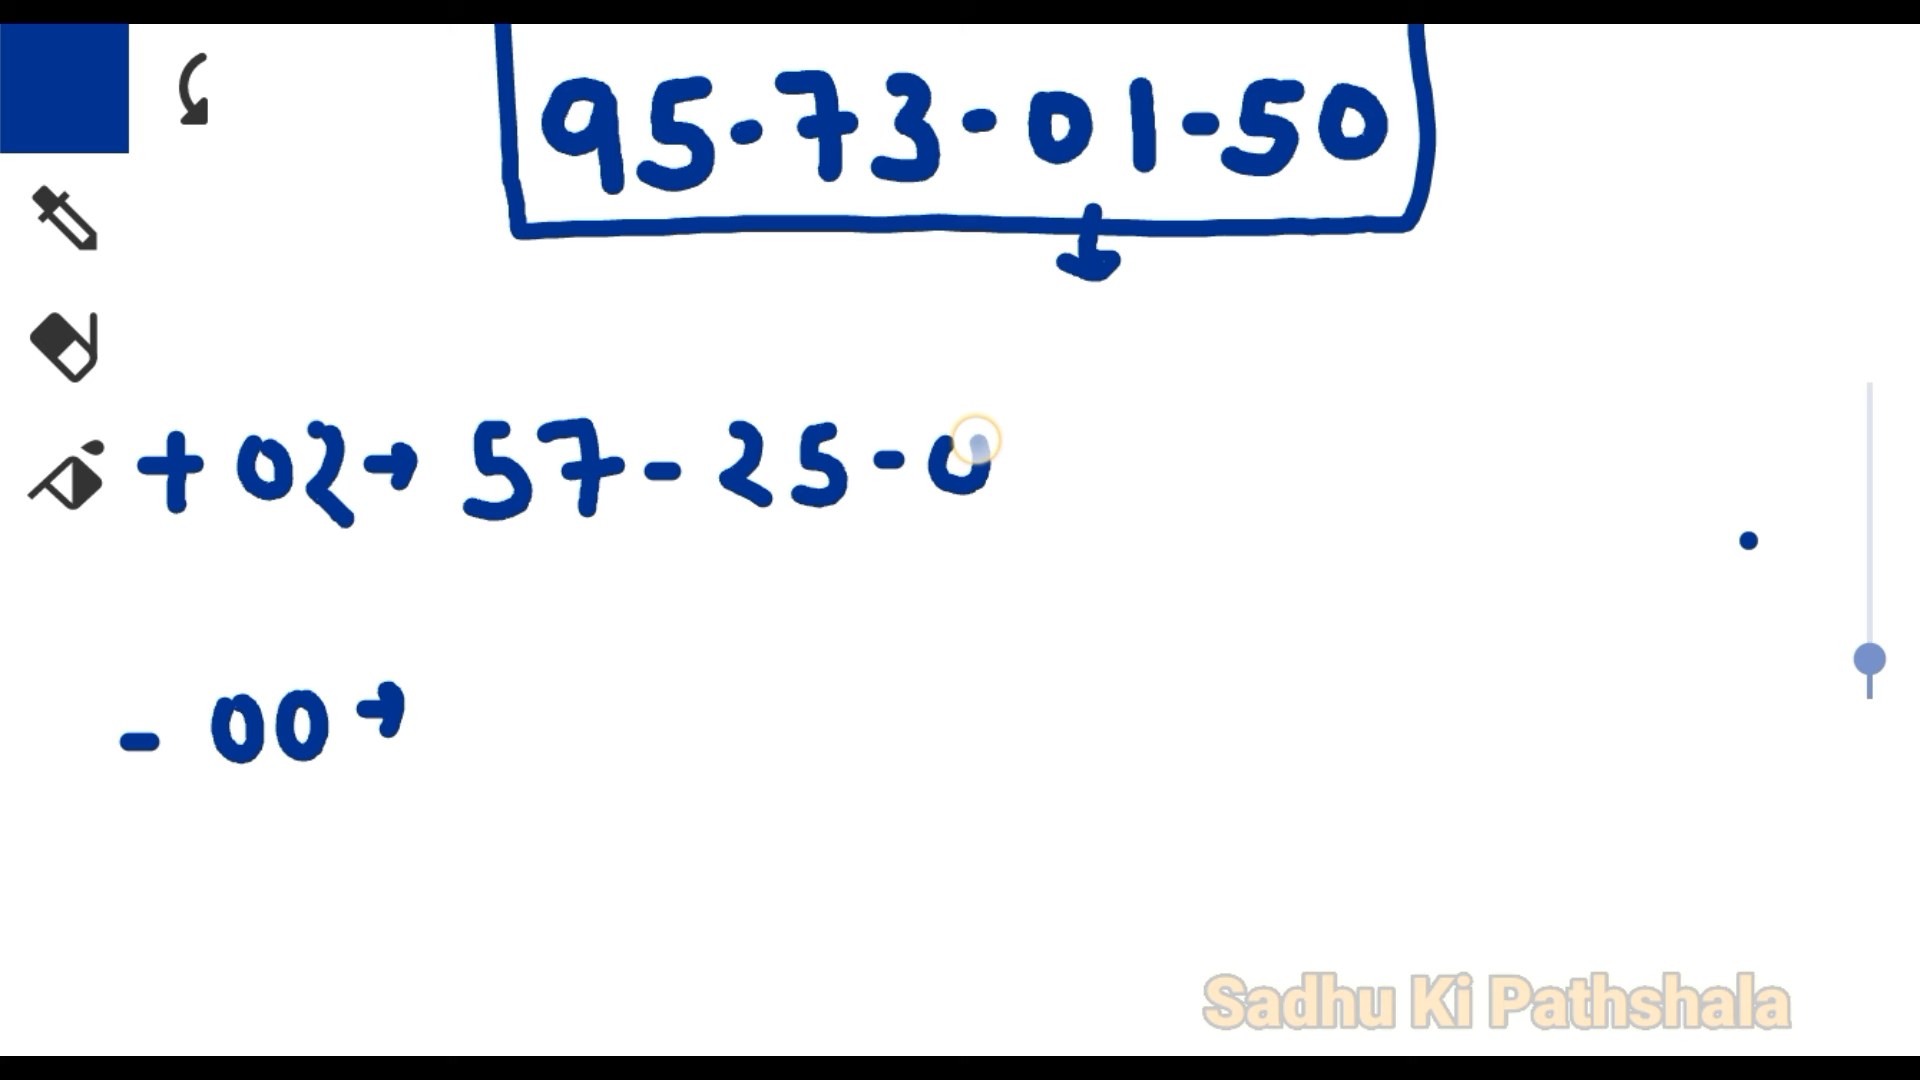 95-73-01-50
+ 02→ 57-25-0
- 00→
Sadhu Ki Pathshala